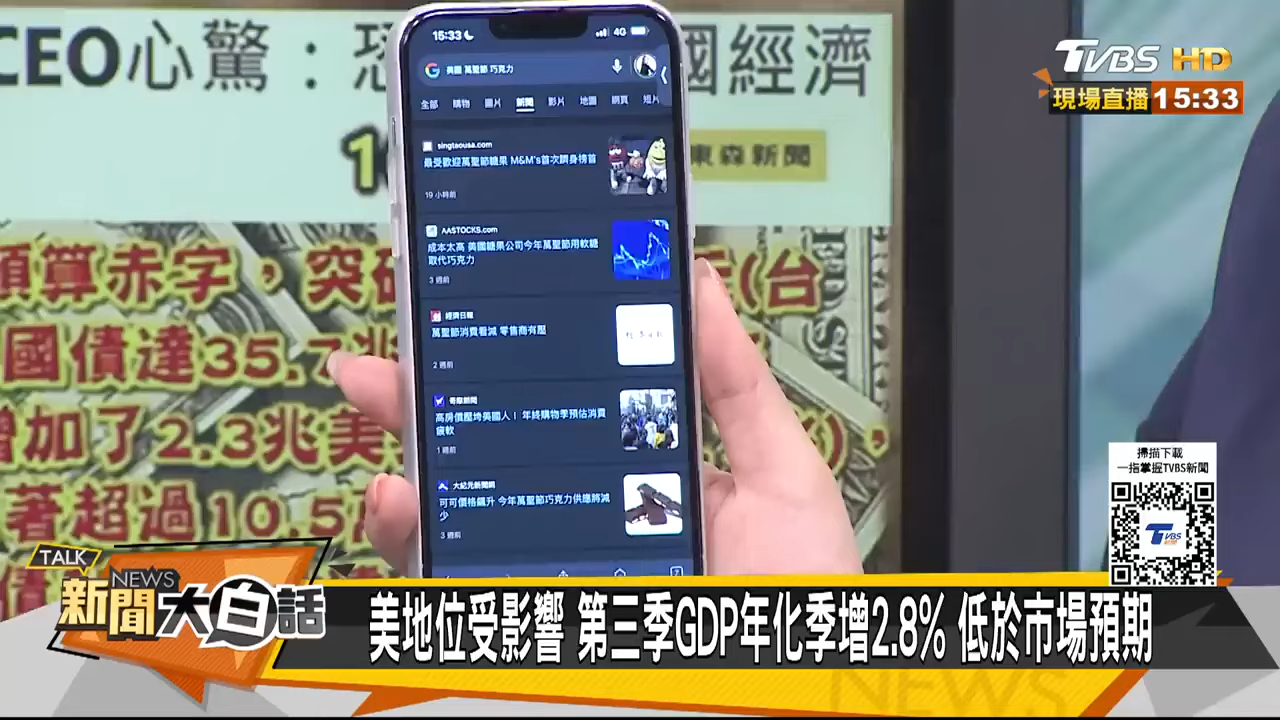 CEO心驚：恐
國經濟
東森新聞
預算赤字，突破
(台
國債達35.7兆
增加了2.3兆美
著超過10.5萬
TVBS HD
現場直播 15:33
15:33
4G
美國 萬聖節 巧克力
全部 購物 圖片 新聞 影片 地圖 網頁 短片
singtaousa.com
最受歡迎萬聖節糖果 M&M's首次躋身榜首
19 小時前
AASTOCKS.com
成本太高 美國糖果公司今年萬聖節用軟糖
取代巧克力
3 週前
經濟日報
萬聖節消費看減 零售商有壓
2 週前
奇摩新聞
高房價壓垮美國人！ 年終購物季預估消費
疲軟
1 週前
大紀元新聞網
可可價格飆升 今年萬聖節巧克力供應將減
少
3 週前
掃描下載
一指掌握TVBS新聞
TVBS
新聞
TALK
NEWS
新聞大白話
美地位受影響 第三季GDP年化季增2.8% 低於市場預期
NEWS